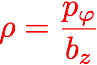 ρ = p_φ / b_z